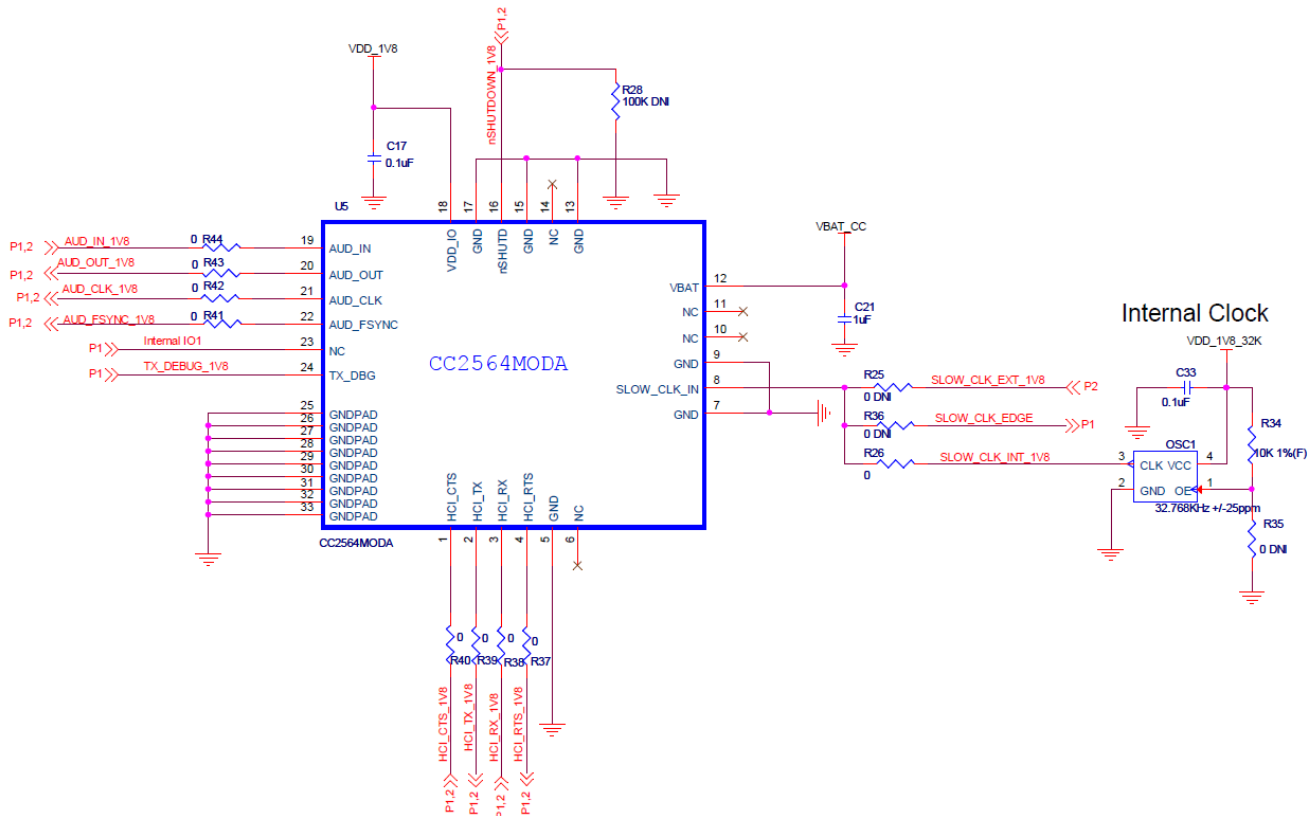 P1,2
VDD_1V8
nSHUTDOWN_1V8
R28
100K DNI
C17
0.1uF
U5
18
17
16
15
14
13
VDD_IO
GND
nSHUTD
GND
NC
GND
P1,2
AUD_IN_1V8
0 R44
19
AUD_IN
P1,2
AUD_OUT_1V8
0 R43
20
AUD_OUT
P1,2
AUD_CLK_1V8
0 R42
21
AUD_CLK
P1,2
AUD_FSYNC_1V8
0 R41
22
AUD_FSYNC
P1
Internal IO1
23
NC
P1
TX_DEBUG_1V8
24
TX_DBG
CC2564MODA
25
GNDPAD
26
GNDPAD
27
GNDPAD
28
GNDPAD
29
GNDPAD
30
GNDPAD
31
GNDPAD
32
GNDPAD
33
GNDPAD
CC2564MODA
VBAT_CC
VBAT
12
NC
11
NC
10
GND
9
SLOW_CLK_IN
8
GND
7
C21
1uF
R25
0 DNI
SLOW_CLK_EXT_1V8
P2
R36
0 DNI
SLOW_CLK_EDGE
P1
R26
0
SLOW_CLK_INT_1V8
Internal Clock
VDD_1V8_32K
C33
0.1uF
R34
10K 1%(F)
OSC1
3
CLK VCC
4
2
GND OE
1
32.768KHz +/-25ppm
R35
0 DNI
HCI_CTS
HCI_TX
HCI_RX
HCI_RTS
GND
NC
1
2
3
4
5
6
0
0
0
0
R40
R39
R38
R37
HCI_CTS_1V8
HCI_TX_1V8
HCI_RX_1V8
HCI_RTS_1V8
P1,2
P1,2
P1,2
P1,2